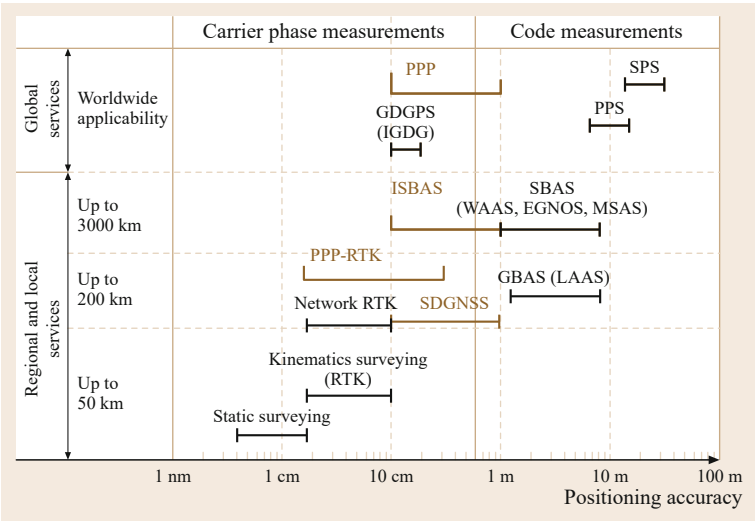 Carrier phase measurements
Code measurements
Global
services
Worldwide
applicability
PPP
SPS
PPS
GDGPS
(IGDG)
Regional and local
services
Up to
3000 km
ISBAS
SBAS
(WAAS, EGNOS, MSAS)
Up to
200 km
PPP-RTK
GBAS (LAAS)
Network RTK
SDGNSS
Up to
50 km
Kinematics surveying
(RTK)
Static surveying
1 nm
1 cm
10 cm
1 m
10 m
100 m
Positioning accuracy